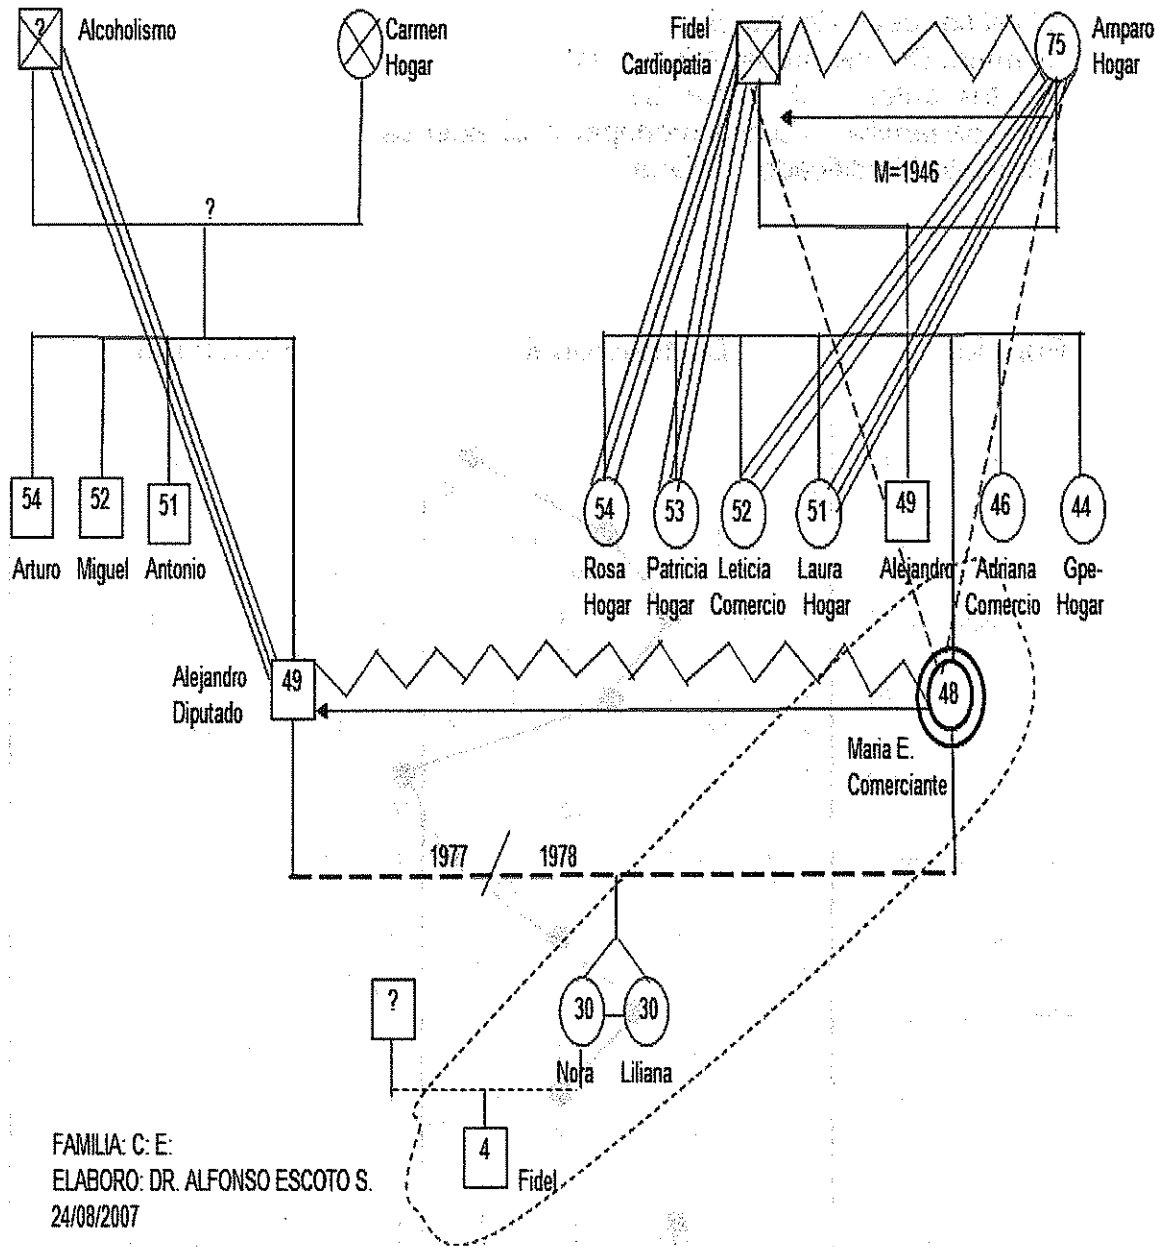 ?
Alcoholismo
Carmen
Hogar
Fidel
Cardiopatia
75
Amparo
Hogar
M=1946
?
54
52
51
Arturo
Miguel
Antonio
54
53
52
51
49
46
44
Rosa
Hogar
Patricia
Hogar
Leticia
Comercio
Laura
Hogar
Alejandro
Adriana
Comercio
Gpe-
Hogar
Alejandro
Diputado
49
48
Maria E.
Comerciante
1977
1978
?
30
30
Nora
Liliana
4
Fidel
FAMILIA: C: E:
ELABORO: DR. ALFONSO ESCOTO S.
24/08/2007